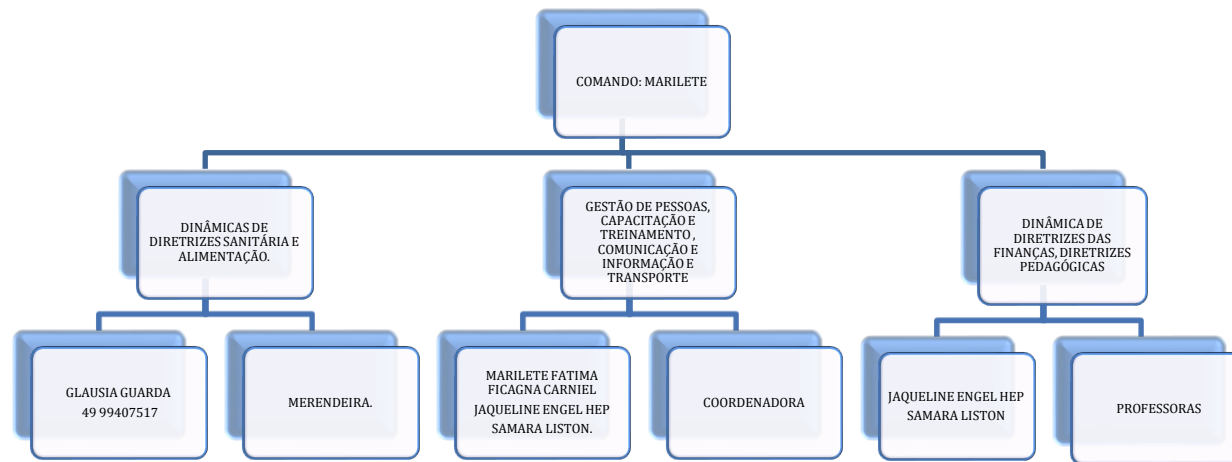 COMANDO: MARILETE
DINÂMICAS DE
DIRETRIZES SANITÁRIA E
ALIMENTAÇÃO.
GESTÃO DE PESSOAS,
CAPACITAÇÃO E
TREINAMENTO ,
COMUNICAÇÃO E
INFORMAÇÃO E
TRANSPORTE
DINÂMICA DE
DIRETRIZES DAS
FINANÇAS, DIRETRIZES
PEDAGÓGICAS
GLAUSIA GUARDA
49 99407517
MERENDEIRA.
MARILETE FATIMA
FICAGNA CARNIEL
JAQUELINE ENGEL HEP
SAMARA LISTON.
COORDENADORA
JAQUELINE ENGEL HEP
SAMARA LISTON
PROFESSORAS